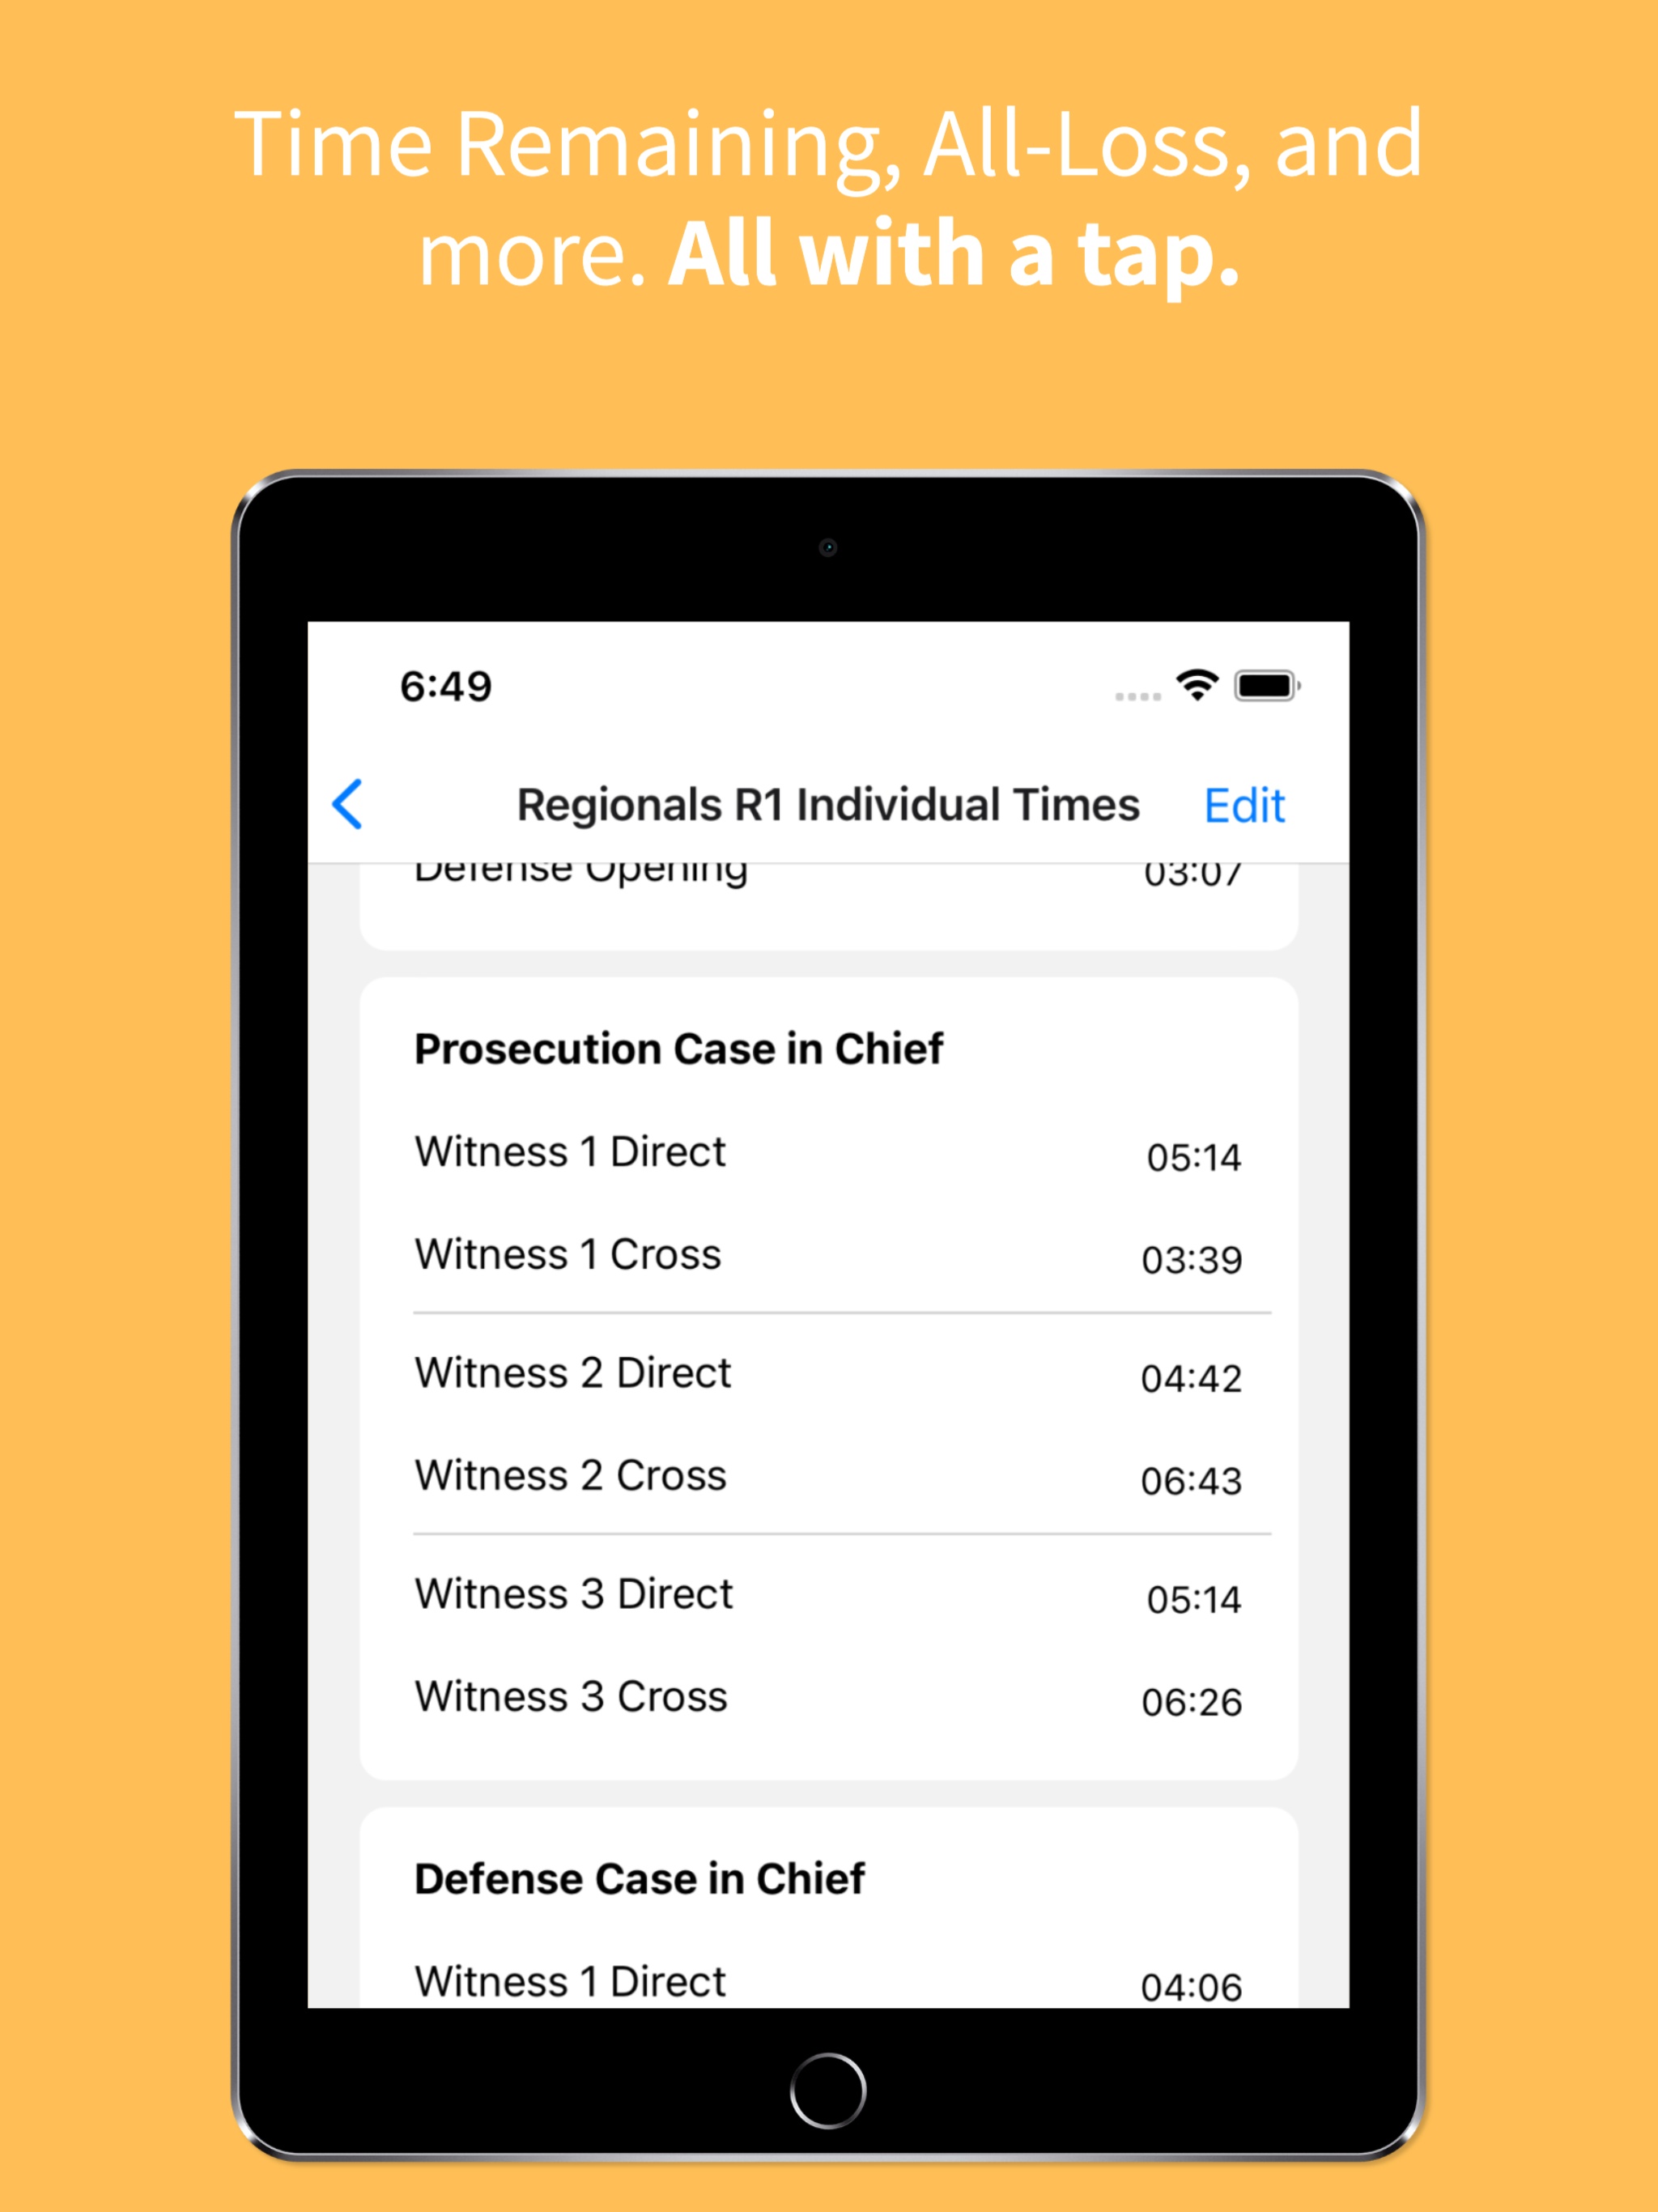 Time Remaining, All-Loss, and
more. All with a tap.
6:49
Regionals R1 Individual Times Edit
Defense Opening 03:07
Prosecution Case in Chief
Witness 1 Direct 05:14
Witness 1 Cross 03:39
Witness 2 Direct 04:42
Witness 2 Cross 06:43
Witness 3 Direct 05:14
Witness 3 Cross 06:26
Defense Case in Chief
Witness 1 Direct 04:06